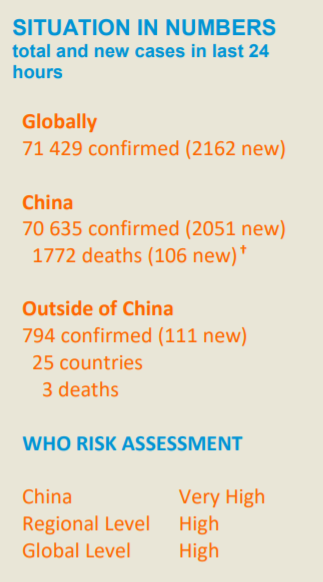 SITUATION IN NUMBERS
total and new cases in last 24
hours
Globally
71 429 confirmed (2162 new)
China
70 635 confirmed (2051 new)
1772 deaths (106 new)†
Outside of China
794 confirmed (111 new)
25 countries
3 deaths
WHO RISK ASSESSMENT
China Very High
Regional Level High
Global Level High